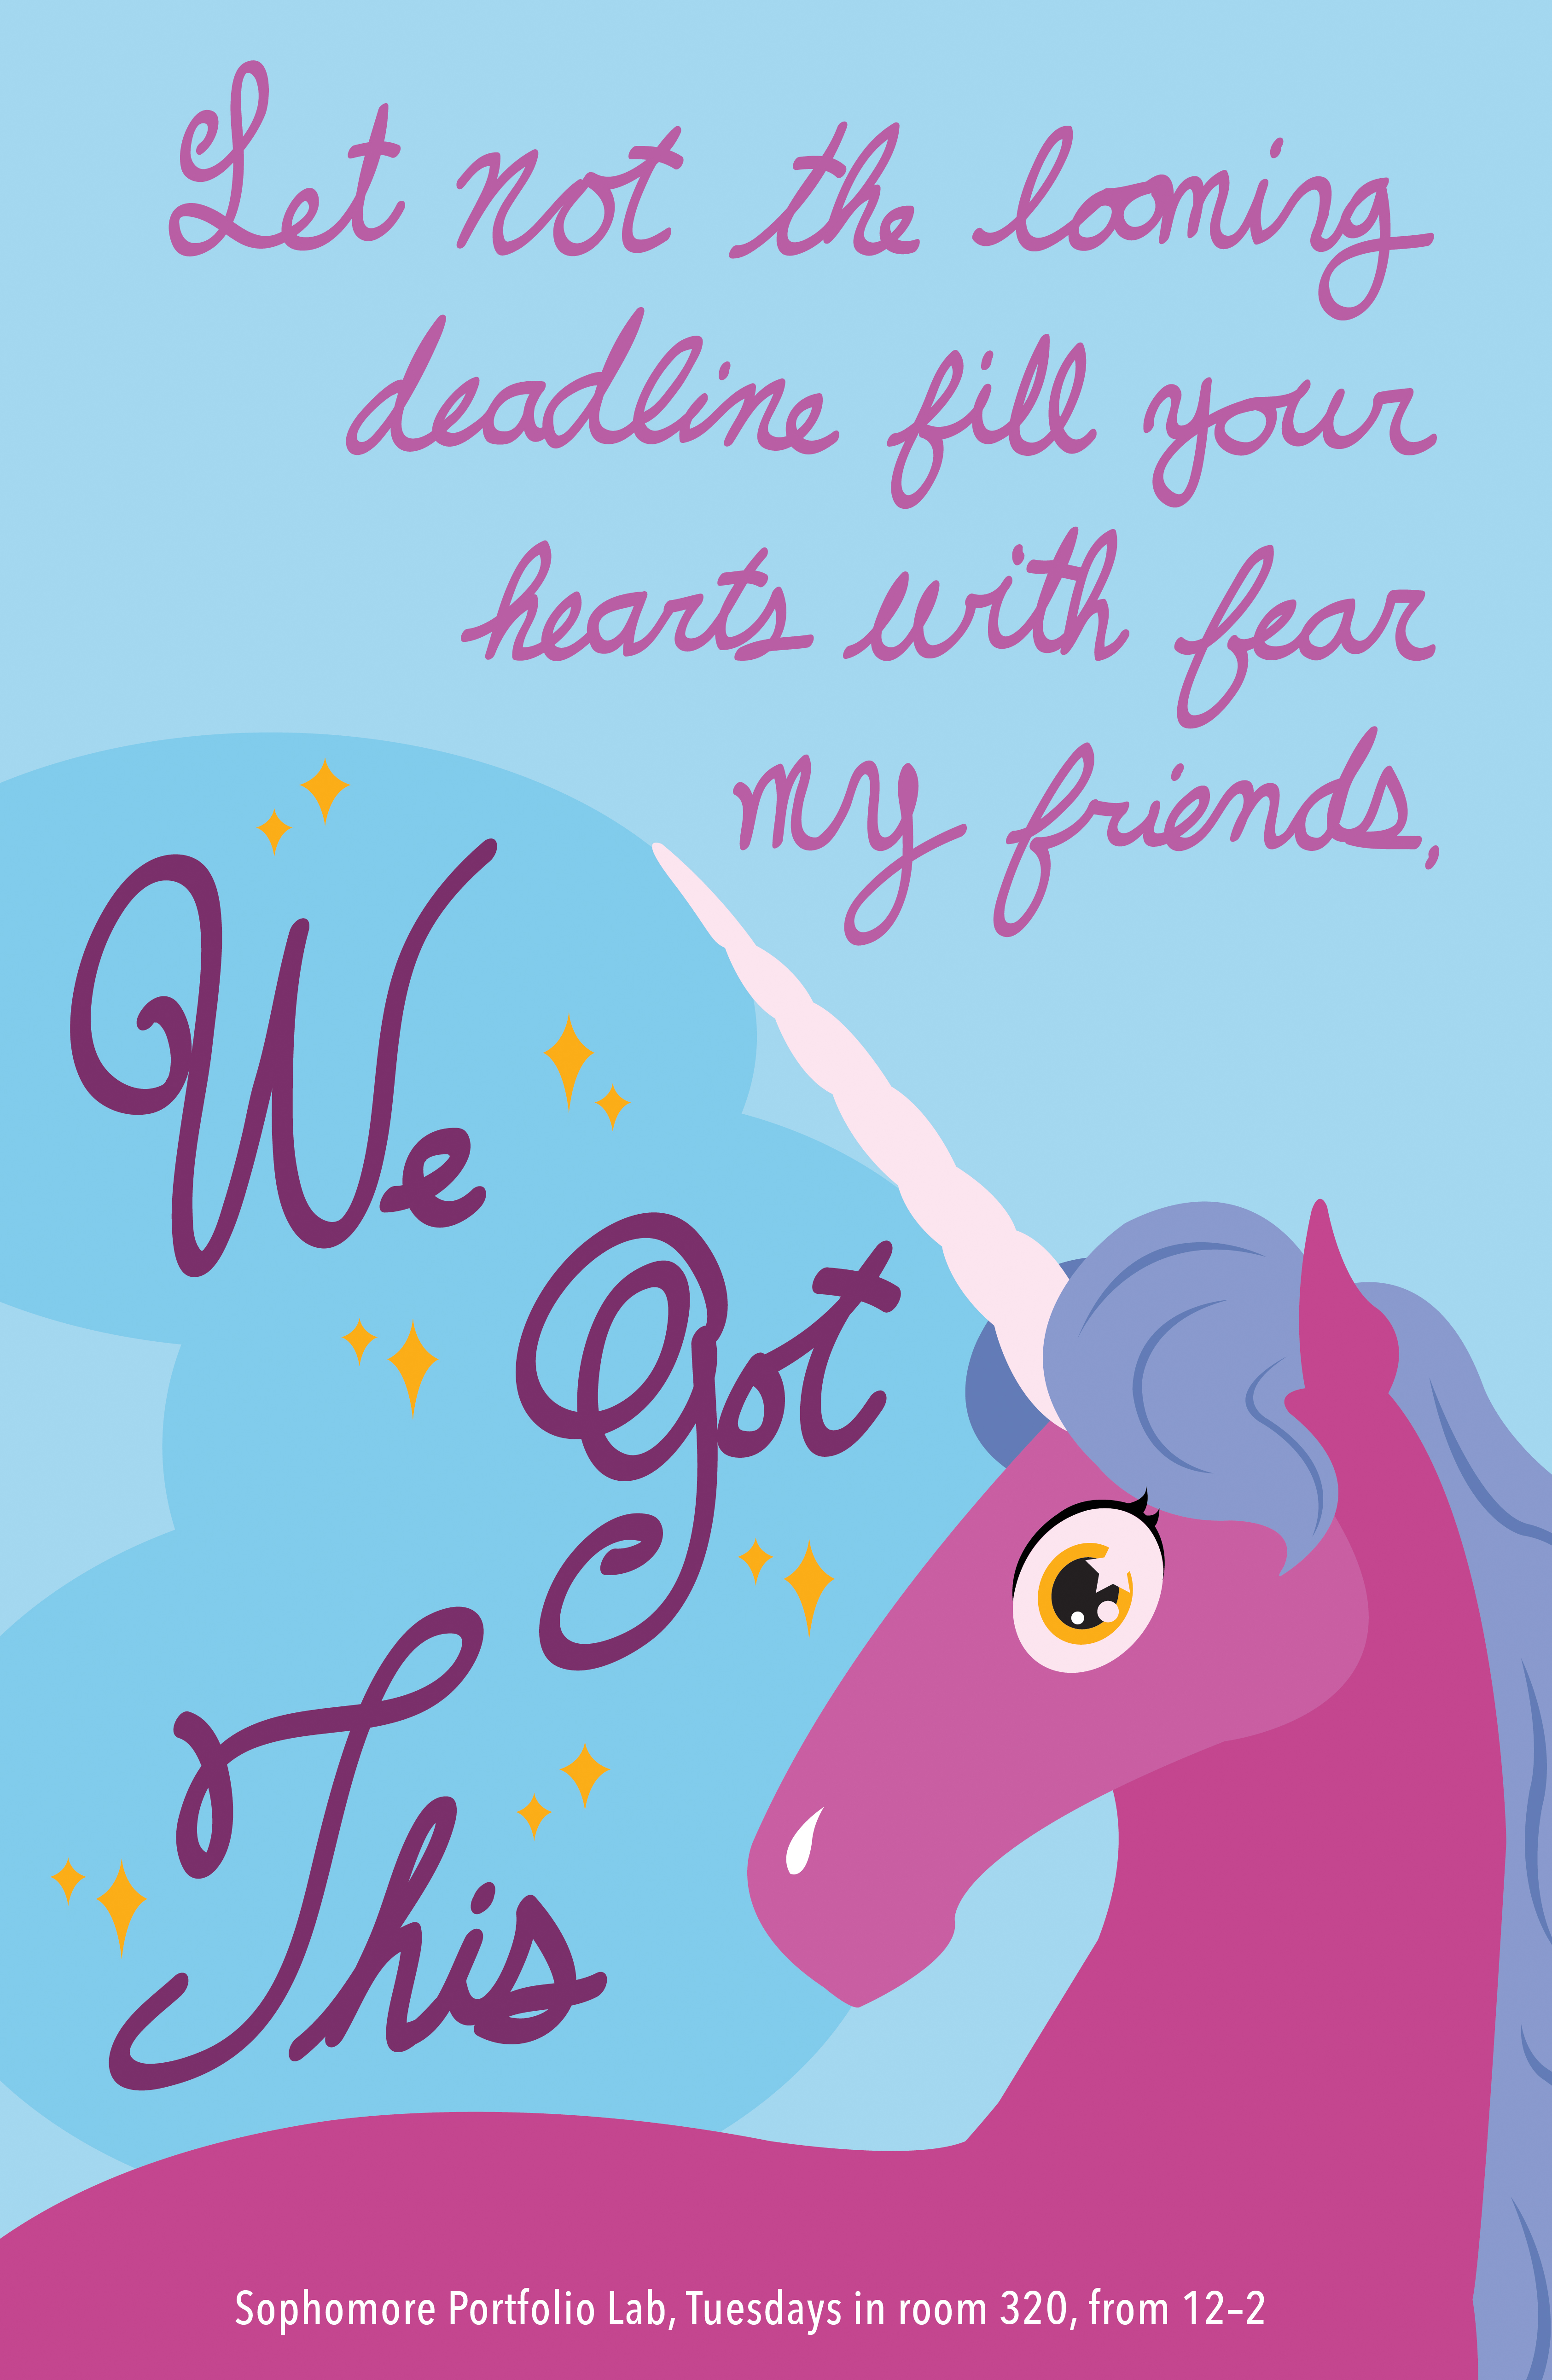 Let not the looming
deadline fill your
hearts with fear
my friends,
We
Got
This
Sophomore Portfolio Lab, Tuesdays in room 320, from 12–2